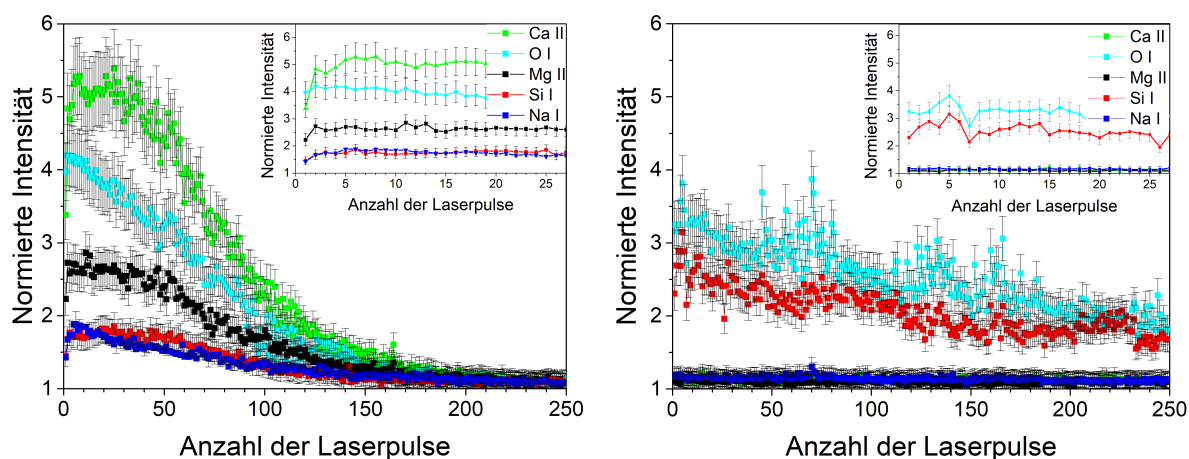 6
5
4
3
2
1
Normierte Intensität
0
50
100
150
200
250
Anzahl der Laserpulse
6
5
4
3
2
1
Normierte Intensität
0
5
10
15
20
25
Anzahl der Laserpulse
Ca II
O I
Mg II
Si I
Na I
6
5
4
3
2
1
Normierte Intensität
0
50
100
150
200
250
Anzahl der Laserpulse
6
5
4
3
2
1
Normierte Intensität
0
5
10
15
20
25
Anzahl der Laserpulse
Ca II
O I
Mg II
Si I
Na I